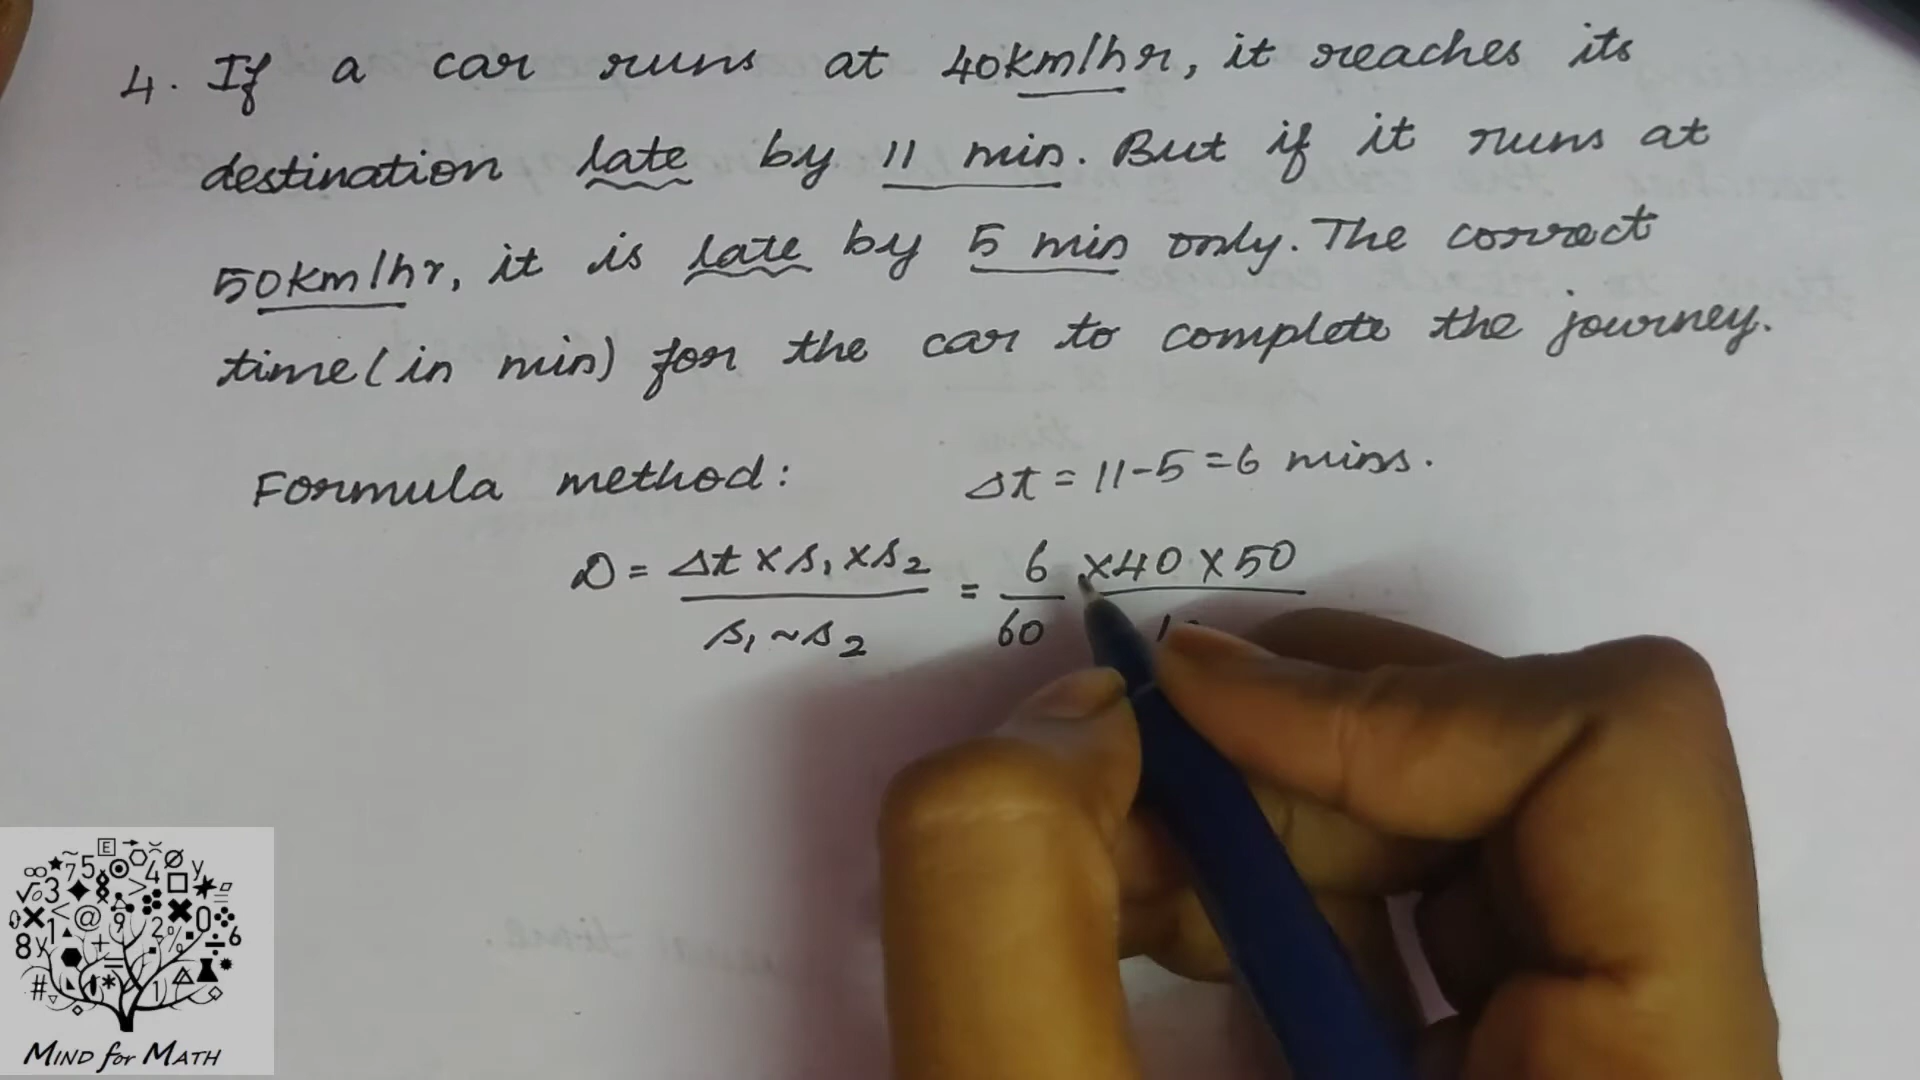 4. If a car runs at 40km/hr, it reaches its
destination late by 11 min. But if it runs at
50km/hr, it is late by 5 min only. The correct
time (in min) for the car to complete the journey.
Formula method: Δt = 11-5 = 6 mins.
D = Δt × s₁ × s₂ / s₁ ~ s₂ = 6/60 × 40 × 50
MIND for MATH